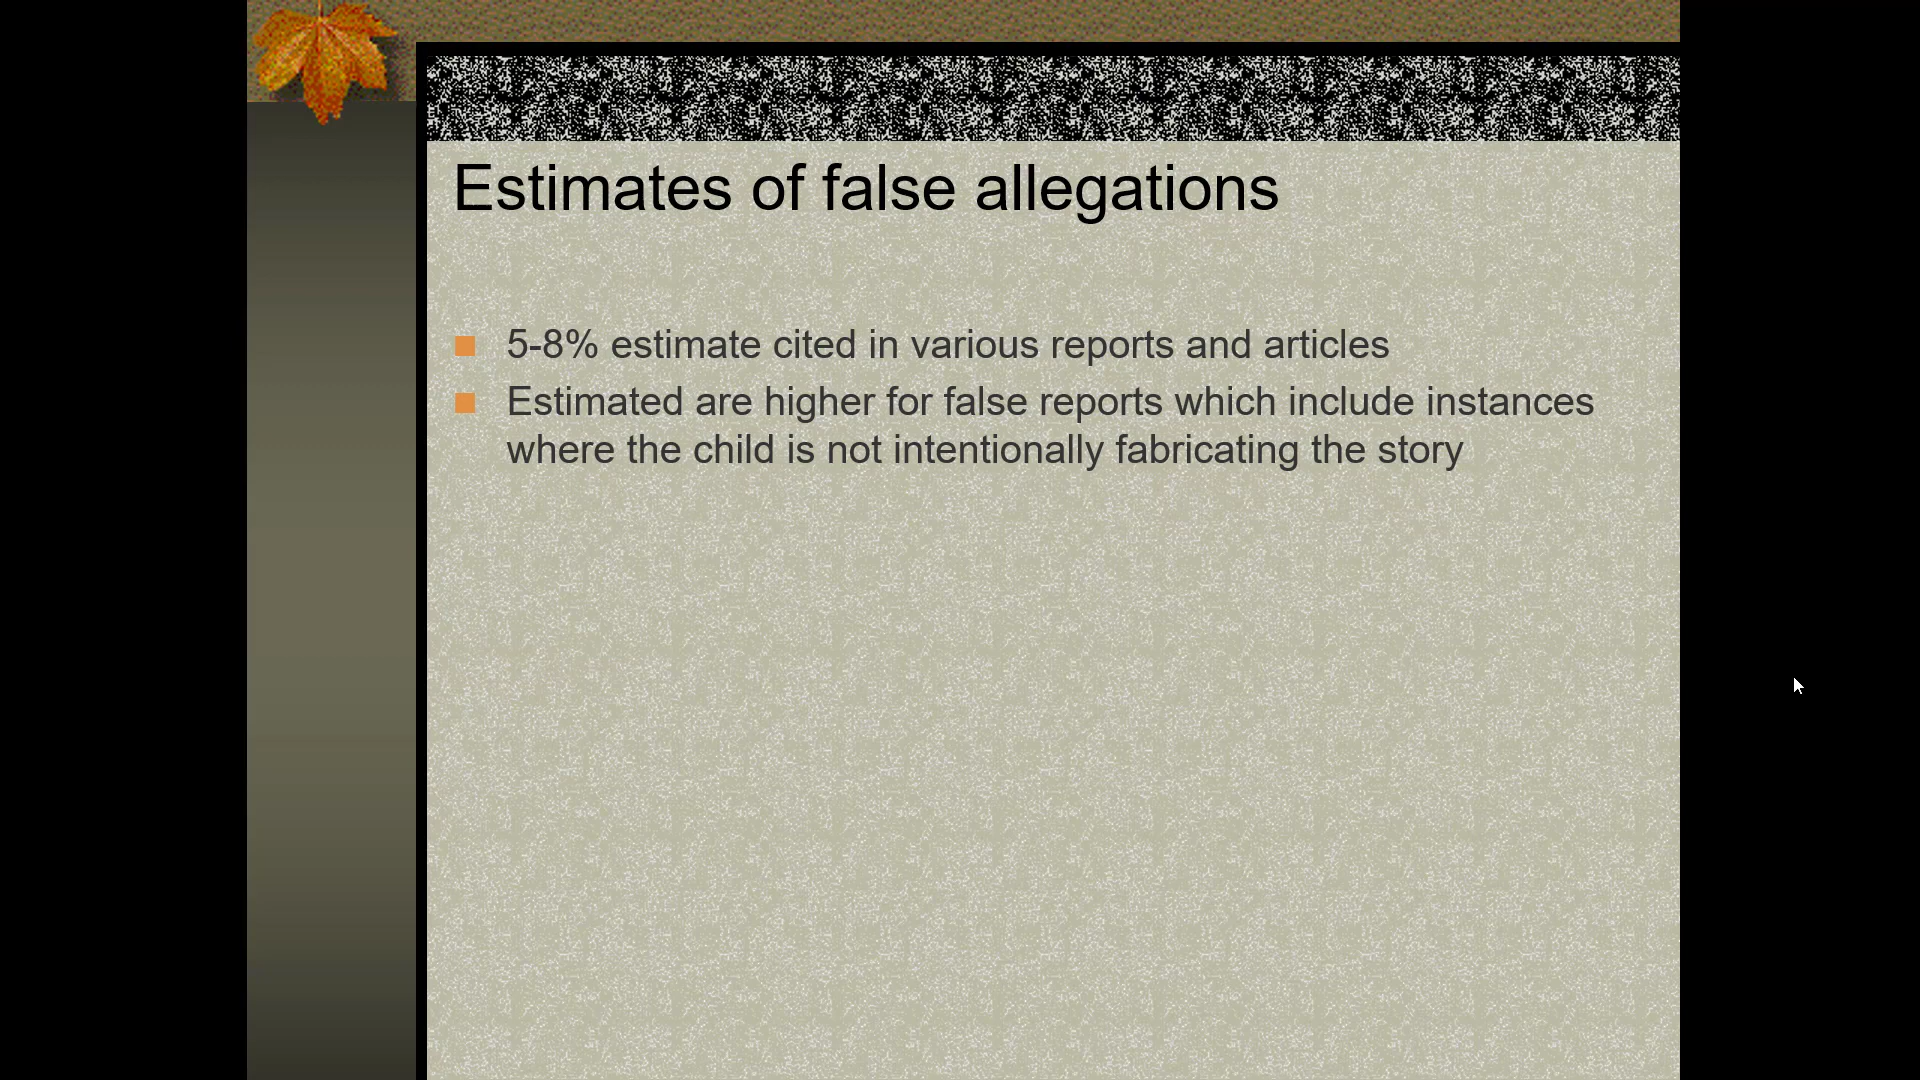 Estimates of false allegations
5-8% estimate cited in various reports and articles
Estimated are higher for false reports which include instances
where the child is not intentionally fabricating the story